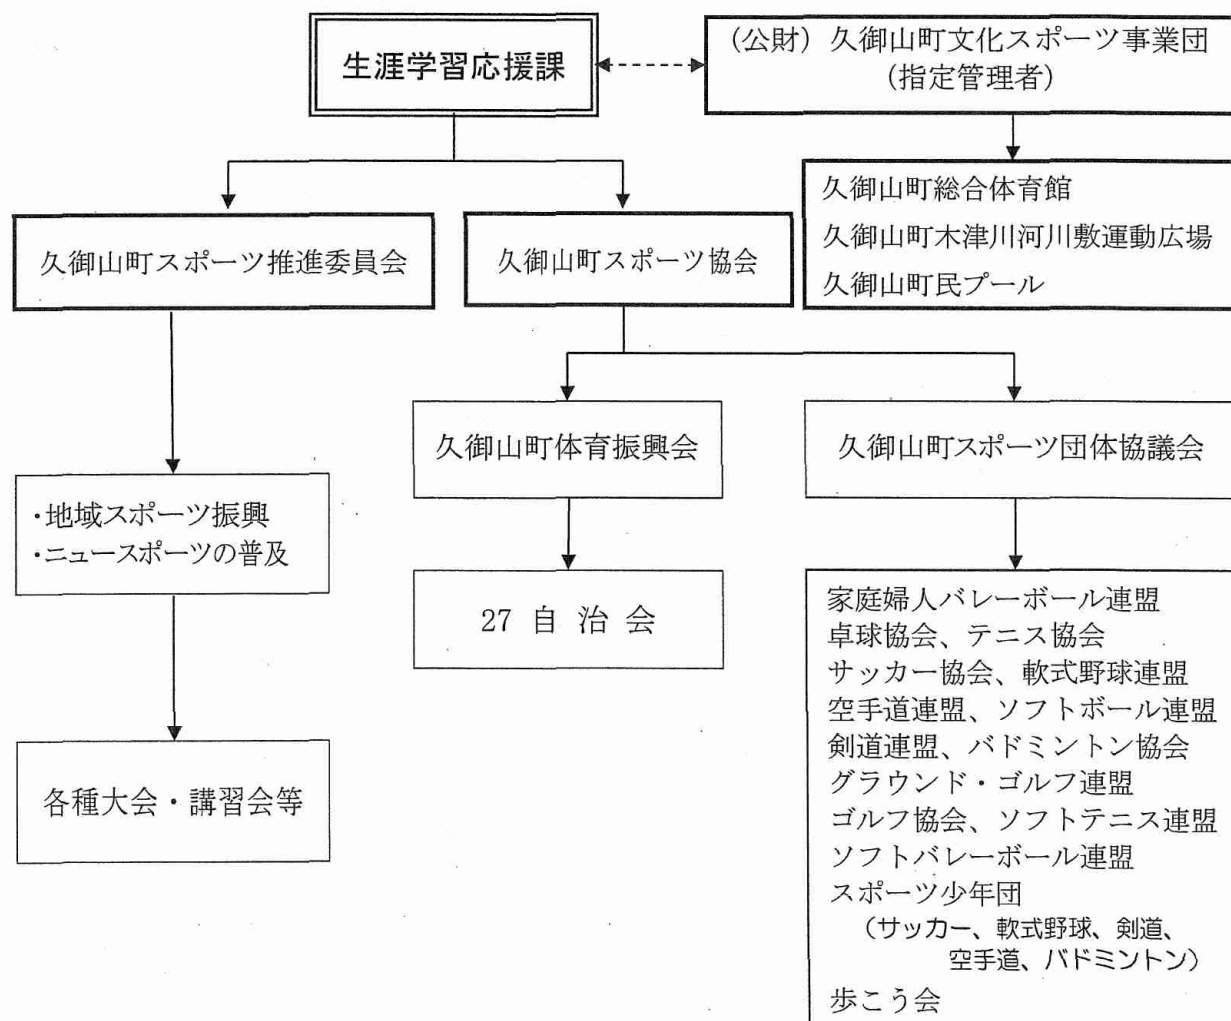 生涯学習応援課
（公財）久御山町文化スポーツ事業団
（指定管理者）
久御山町総合体育館
久御山町木津川河川敷運動広場
久御山町民プール
久御山町スポーツ推進委員会
久御山町スポーツ協会
久御山町体育振興会
久御山町スポーツ団体協議会
・地域スポーツ振興
・ニュースポーツの普及
27 自 治 会
各種大会・講習会等
家庭婦人バレーボール連盟
卓球協会、テニス協会
サッカー協会、軟式野球連盟
空手道連盟、ソフトボール連盟
剣道連盟、バドミントン協会
グラウンド・ゴルフ連盟
ゴルフ協会、ソフトテニス連盟
ソフトバレーボール連盟
スポーツ少年団
（サッカー、軟式野球、剣道、
空手道、バドミントン）
歩こう会